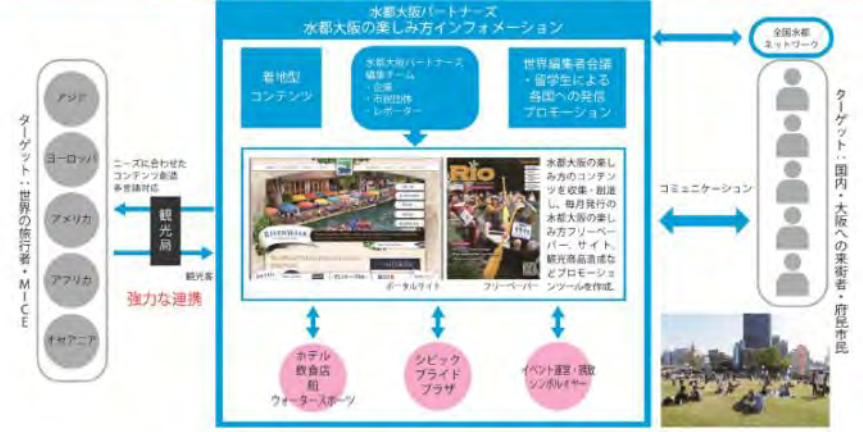 水都大阪パートナーズ
水都大阪の楽しみ方インフォメーション
着地型
コンテンツ
水都大阪パートナーズ
編集チーム
・企業
・市民団体
・レポーター
世界編集者会議
・留学生による
各国への発信
プロモーション
全国水都
ネットワーク
ターゲット：世界の旅行者・MICE
アジア
ヨーロッパ
アメリカ
アフリカ
オセアニア
ニーズに合わせた
コンテンツ創造
多言語対応
観光局
観光客
強力な連携
RIVERWALK
ポータルサイト
Rio
フリーペーパー
水都大阪の楽し
み方のコンテン
ツを収集・創造
し、毎月発行の
水都大阪の楽し
み方フリーペー
パー、サイト、
観光商品造成な
どプロモーショ
ンツールを作成。
ホテル
飲食店
船
ウォータースポーツ
シビック
プライド
プラザ
イベント運営・誘致
シンボルイヤー
コミュニケーション
ターゲット：国内・大阪への来街者・府民市民